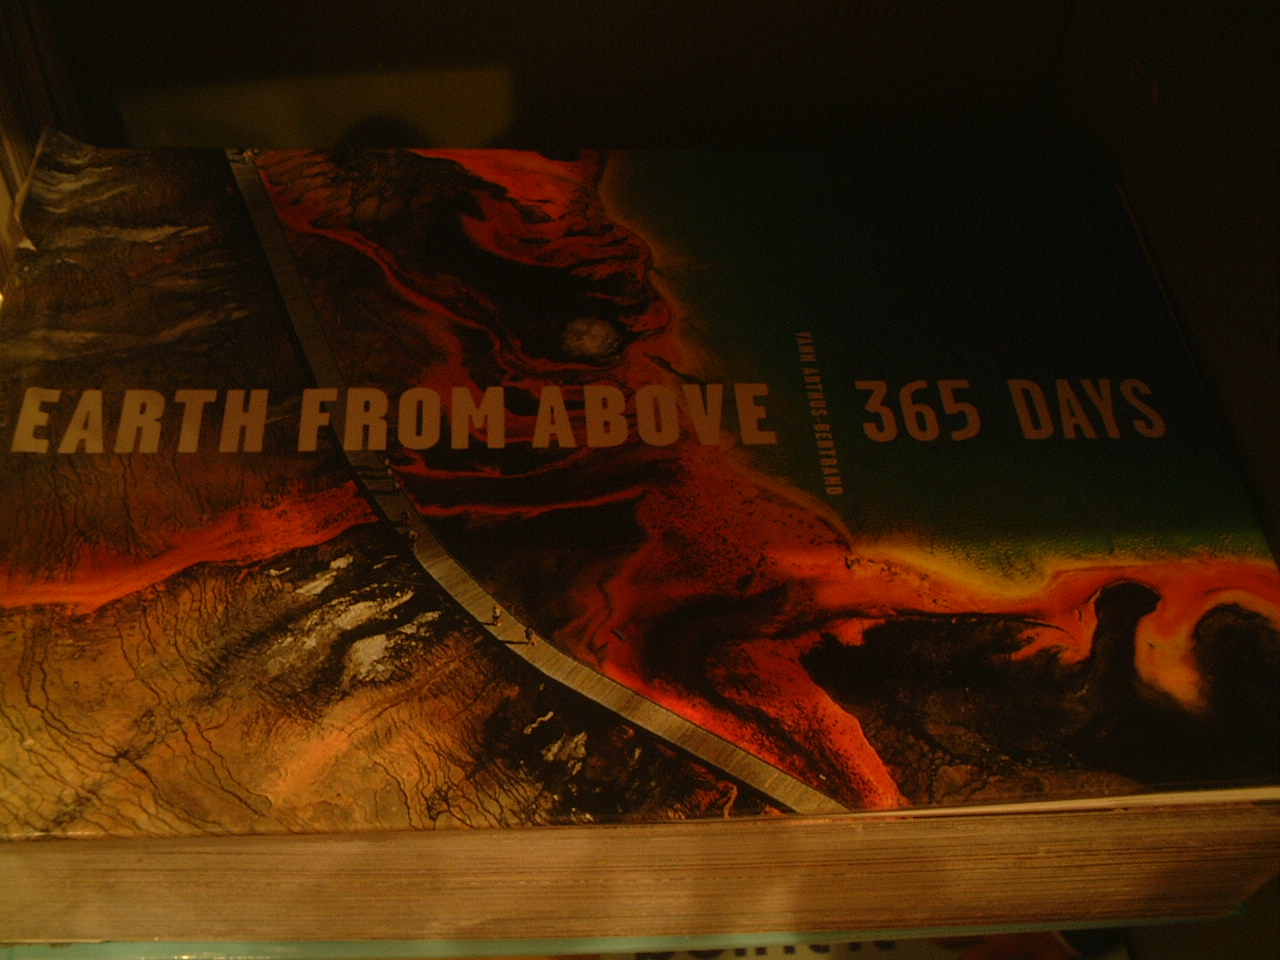 EARTH FROM ABOVE
YANN ARTHUS-BERTRAND
365 DAYS